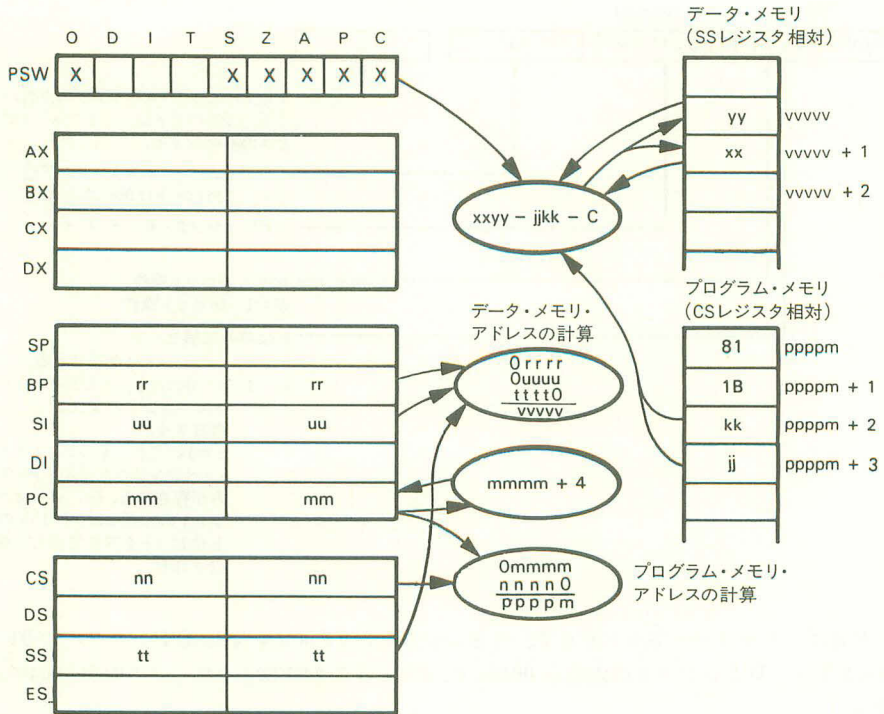 O D I T S Z A P C
PSW X X X X X X
AX
BX
CX
DX
SP
BP rr rr
SI uu uu
DI
PC mm mm
CS nn nn
DS
SS tt tt
ES
xxyy − jjkk − C
データ・メモリ・
アドレスの計算
0 r r r r
0uuuu
t t t t 0
vvvvv
mmmm + 4
0mmmm
n n n n 0
p p p p m
プログラム・メモリ・
アドレスの計算
データ・メモリ
(SSレジスタ相対)
yy vvvvv
xx vvvvv + 1
vvvvv + 2
プログラム・メモリ
(CSレジスタ相対)
81 ppppm
1B ppppm + 1
kk ppppm + 2
jj ppppm + 3